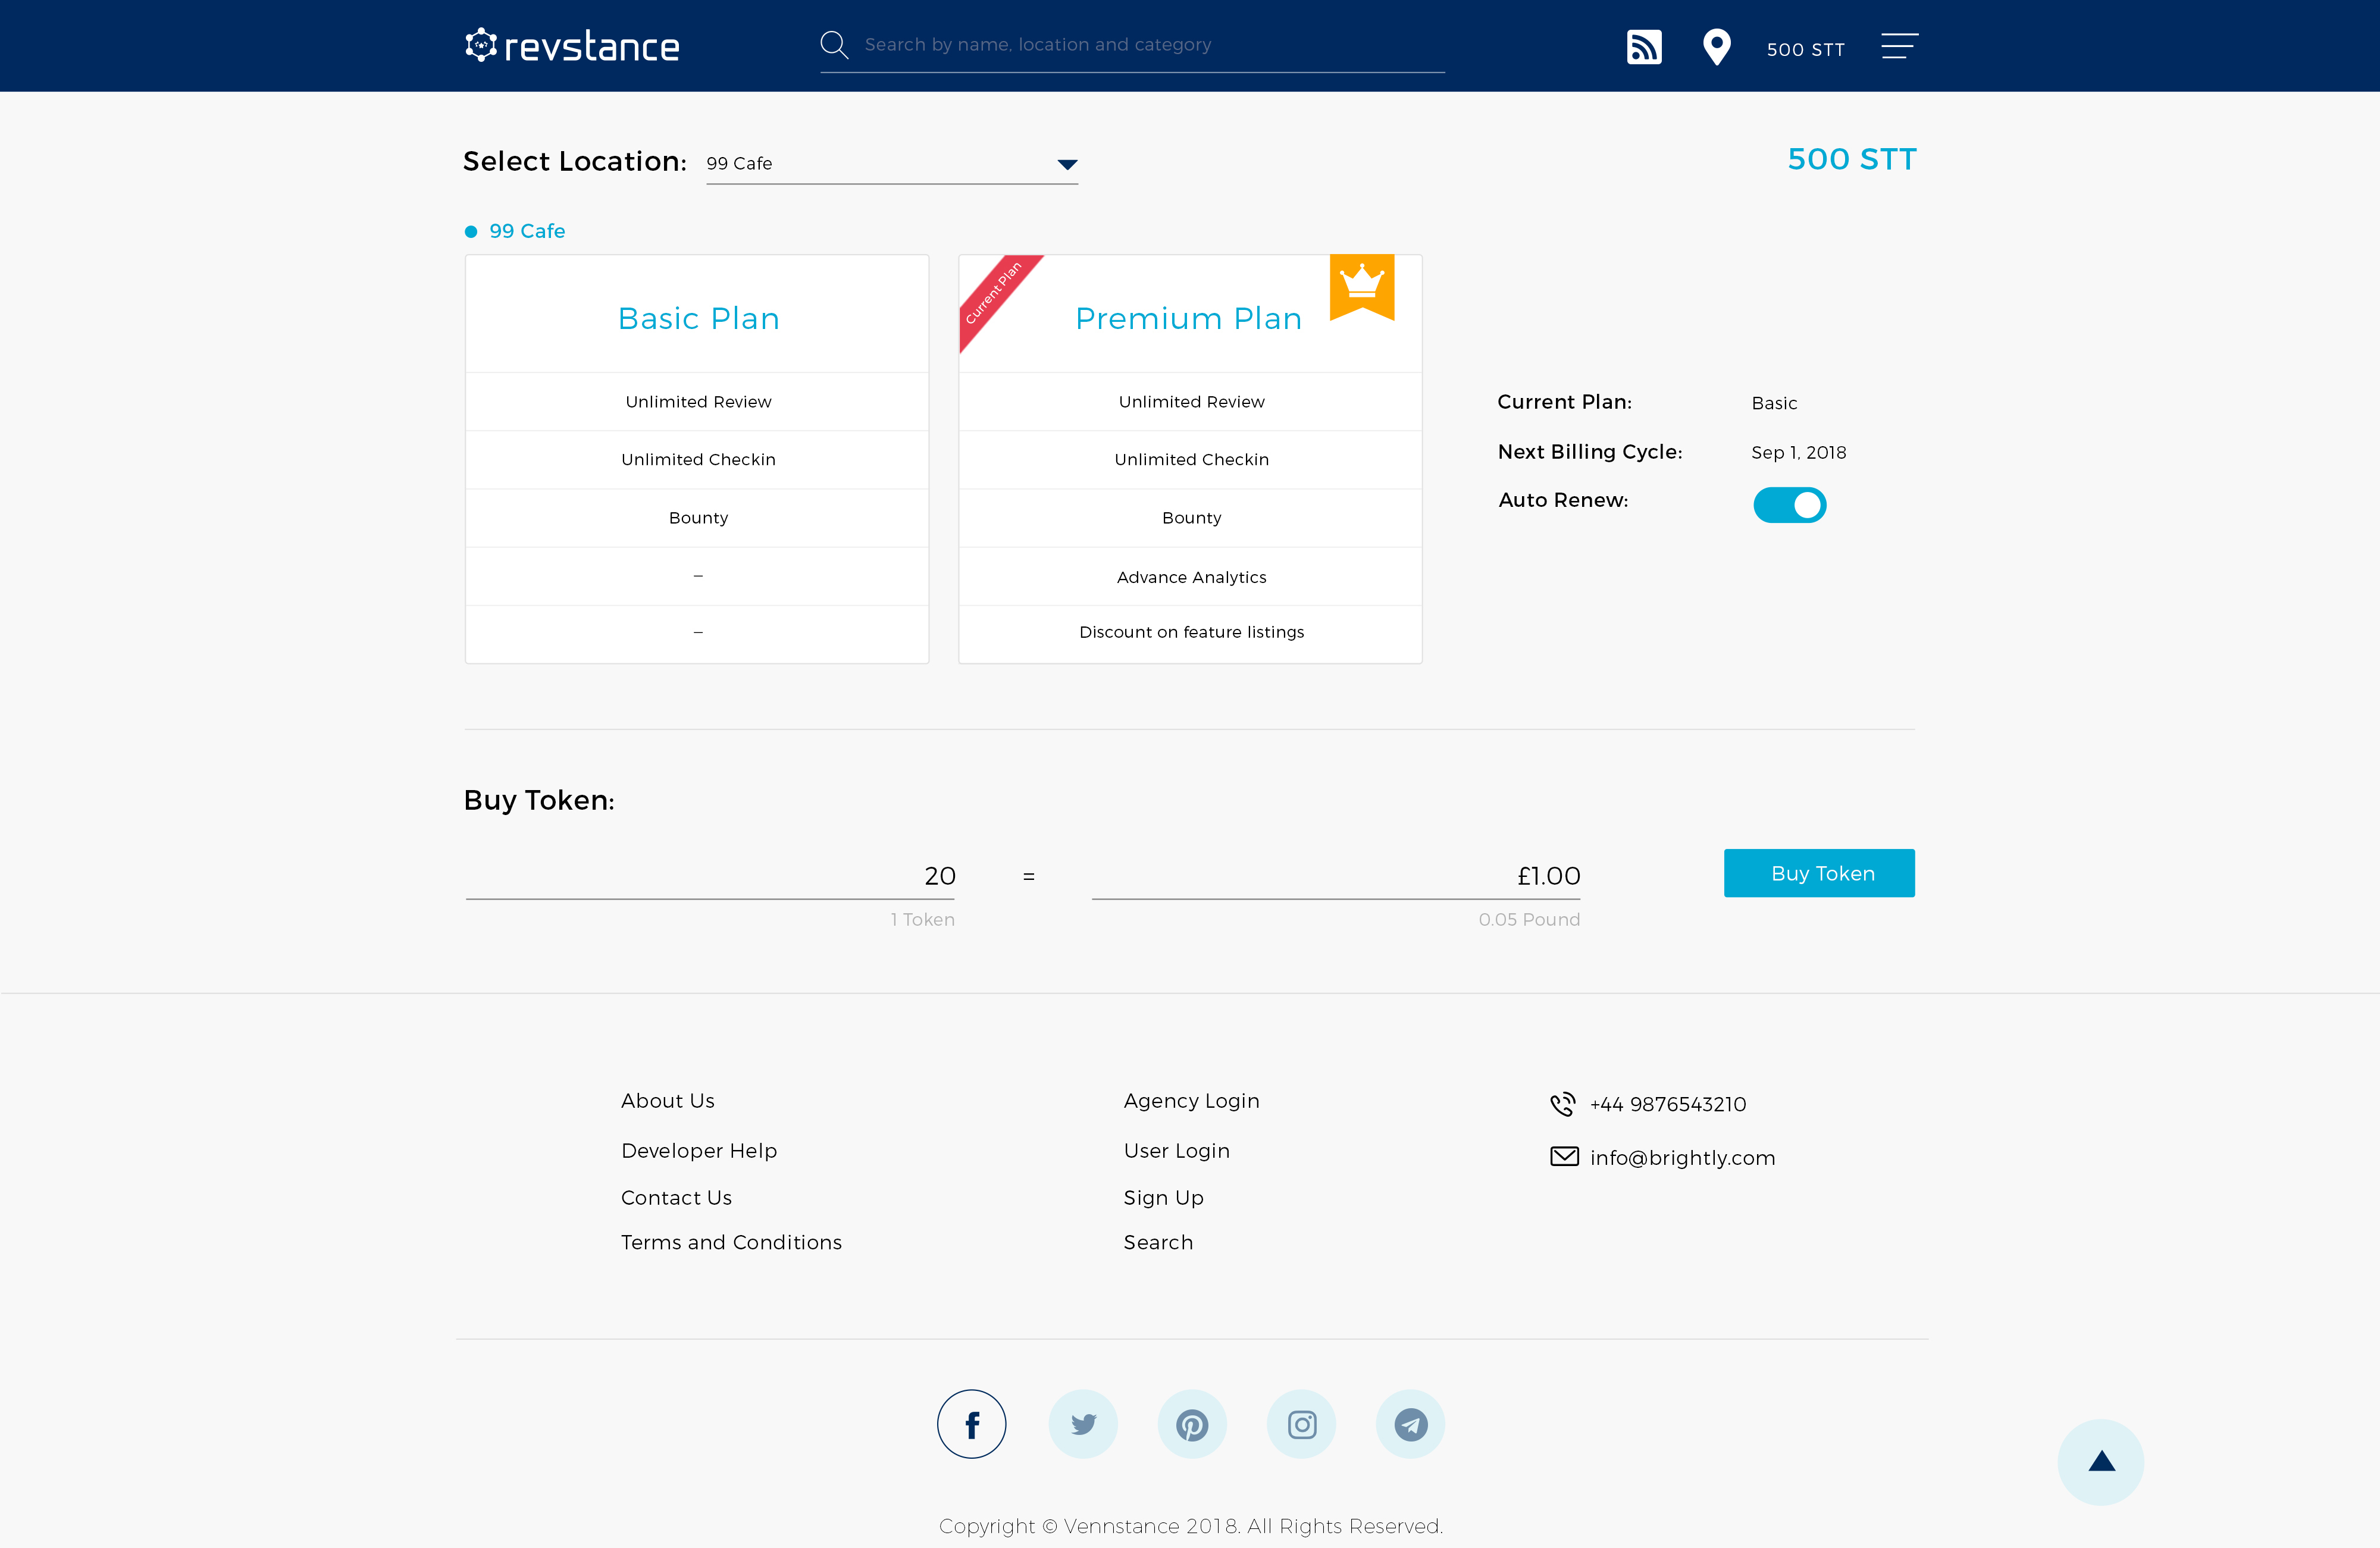 revstance
Search by name, location and category
500 STT
Select Location:
99 Cafe
500 STT
99 Cafe
Basic Plan
Unlimited Review
Unlimited Checkin
Bounty
–
–
Current Plan
Premium Plan
Unlimited Review
Unlimited Checkin
Bounty
Advance Analytics
Discount on feature listings
Current Plan: Basic
Next Billing Cycle: Sep 1, 2018
Auto Renew:
Buy Token:
20 = £1.00
Buy Token
1 Token
0.05 Pound
About Us
Developer Help
Contact Us
Terms and Conditions
Agency Login
User Login
Sign Up
Search
+44 9876543210
info@brightly.com
Copyright © Vennstance 2018. All Rights Reserved.